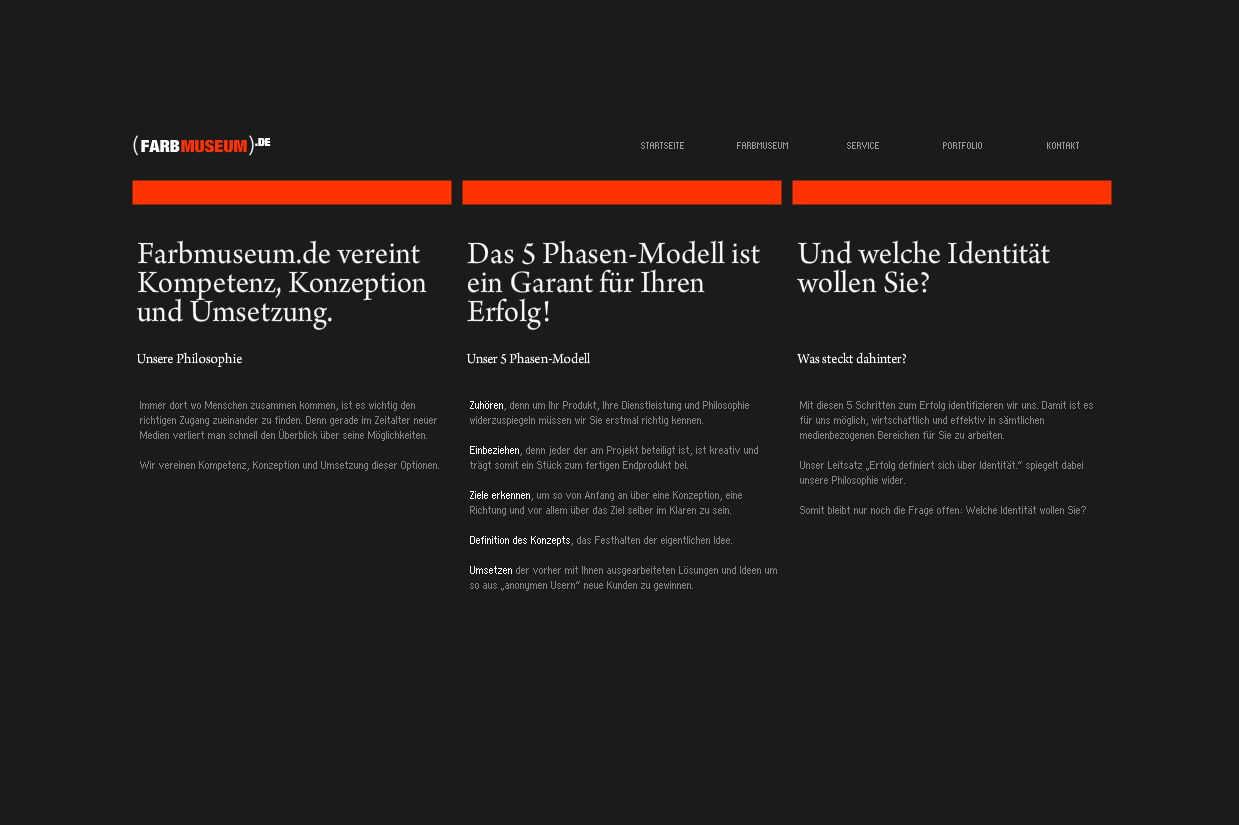 (FARBMUSEUM).DE
STARTSEITE FARBMUSEUM SERVICE PORTFOLIO KONTAKT
Farbmuseum.de vereint
Kompetenz, Konzeption
und Umsetzung.
Unsere Philosophie
Immer dort wo Menschen zusammen kommen, ist es wichtig den
richtigen Zugang zueinander zu finden. Denn gerade im Zeitalter neuer
Medien verliert man schnell den Überblick über seine Möglichkeiten.
Wir vereinen Kompetenz, Konzeption und Umsetzung dieser Optionen.
Das 5 Phasen-Modell ist
ein Garant für Ihren
Erfolg!
Unser 5 Phasen-Modell
Zuhören, denn um Ihr Produkt, Ihre Dienstleistung und Philosophie
widerzuspiegeln müssen wir Sie erstmal richtig kennen.
Einbeziehen, denn jeder der am Projekt beteiligt ist, ist kreativ und
trägt somit ein Stück zum fertigen Endprodukt bei.
Ziele erkennen, um so von Anfang an über eine Konzeption, eine
Richtung und vor allem über das Ziel selber im Klaren zu sein.
Definition des Konzepts, das Festhalten der eigentlichen Idee.
Umsetzen der vorher mit Ihnen ausgearbeiteten Lösungen und Ideen um
so aus „anonymen Usern“ neue Kunden zu gewinnen.
Und welche Identität
wollen Sie?
Was steckt dahinter?
Mit diesen 5 Schritten zum Erfolg identifizieren wir uns. Damit ist es
für uns möglich, wirtschaftlich und effektiv in sämtlichen
medienbezogenen Bereichen für Sie zu arbeiten.
Unser Leitsatz „Erfolg definiert sich über Identität.“ spiegelt dabei
unsere Philosophie wider.
Somit bleibt nur noch die Frage offen: Welche Identität wollen Sie?